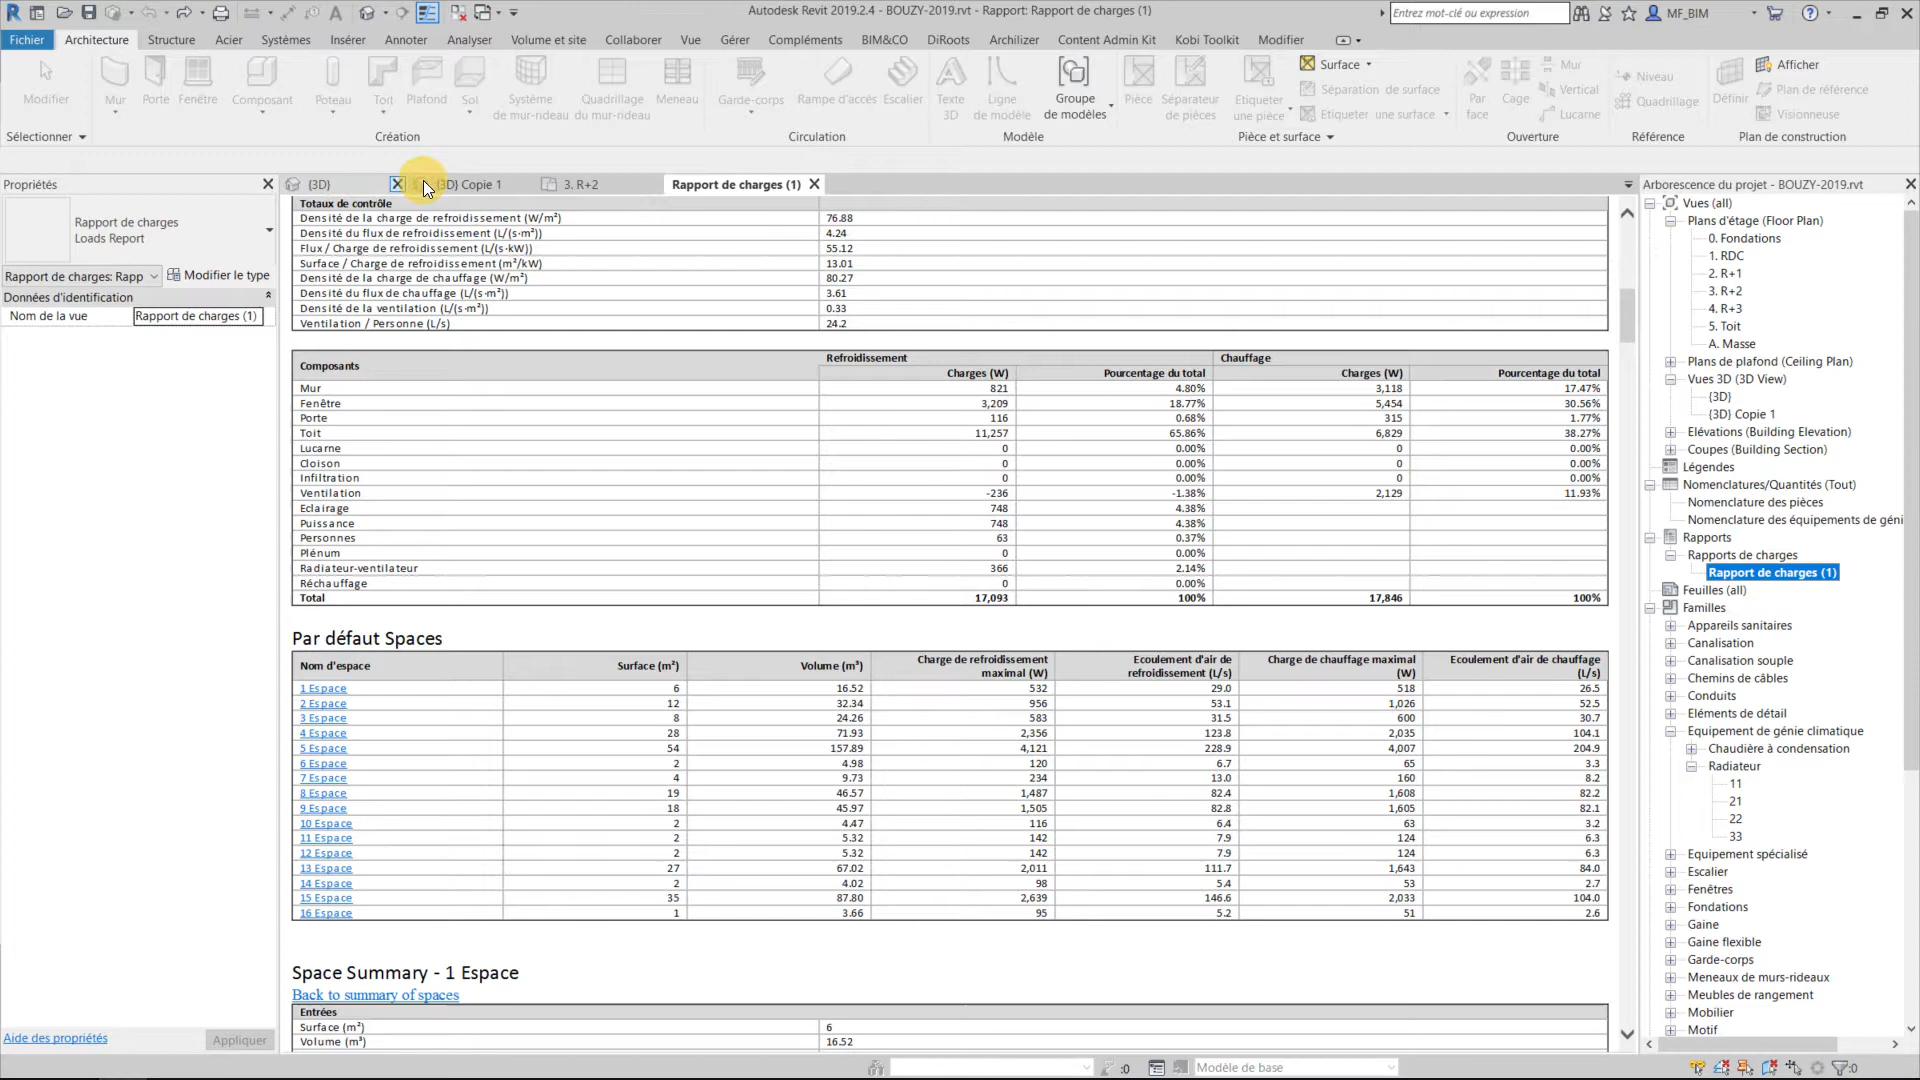 Autodesk Revit 2019.2.4 - BOUZY-2019.rvt - Rapport: Rapport de charges (1)
Entrez mot-clé ou expression
MF_BIM
Fichier Architecture Structure Acier Systèmes Insérer Annoter Analyser Volume et site Collaborer Vue Gérer Compléments BIM&CO DiRoots Archilizer Content Admin Kit Kobi Toolkit Modifier
Modifier
Mur
Porte
Fenêtre
Composant
Poteau
Toit
Plafond
Sol
Système de mur-rideau
Quadrillage du mur-rideau
Meneau
Garde-corps
Rampe d'accès
Escalier
Texte 3D
Ligne de modèle
Groupe de modèles
Pièce
Séparateur de pièces
Etiqueter une pièce
Surface
Séparation de surface
Etiqueter une surface
Par face
Cage
Mur
Vertical
Lucarne
Niveau
Quadrillage
Définir
Afficher
Plan de référence
Visionneuse
Sélectionner Création Circulation Modèle Pièce et surface Ouverture Référence Plan de construction
Propriétés
Rapport de charges
Loads Report
Rapport de charges: Rapp
Modifier le type
Données d'identification
Nom de la vue Rapport de charges (1)
Aide des propriétés
Appliquer
{3D}
{3D} Copie 1
3. R+2
Rapport de charges (1)
Totaux de contrôle
Densité de la charge de refroidissement (W/m²) 76.88
Densité du flux de refroidissement (L/(s·m²)) 4.24
Flux / Charge de refroidissement (L/(s·kW)) 55.12
Surface / Charge de refroidissement (m²/kW) 13.01
Densité de la charge de chauffage (W/m²) 80.27
Densité du flux de chauffage (L/(s·m²)) 3.61
Densité de la ventilation (L/(s·m²)) 0.33
Ventilation / Personne (L/s) 24.2
Composants Refroidissement Chauffage
Charges (W) Pourcentage du total Charges (W) Pourcentage du total
Mur 821 4.80% 3,118 17.47%
Fenêtre 3,209 18.77% 5,454 30.56%
Porte 116 0.68% 315 1.77%
Toit 11,257 65.86% 6,829 38.27%
Lucarne 0 0.00% 0 0.00%
Cloison 0 0.00% 0 0.00%
Infiltration 0 0.00% 0 0.00%
Ventilation -236 -1.38% 2,129 11.93%
Eclairage 748 4.38%
Puissance 748 4.38%
Personnes 63 0.37%
Plénum 0 0.00%
Radiateur-ventilateur 366 2.14%
Réchauffage 0 0.00%
Total 17,093 100% 17,846 100%
Par défaut Spaces
Nom d'espace Surface (m²) Volume (m³) Charge de refroidissement maximal (W) Ecoulement d'air de refroidissement (L/s) Charge de chauffage maximal (W) Ecoulement d'air de chauffage (L/s)
1 Espace 6 16.52 532 29.0 518 26.5
2 Espace 12 32.34 956 53.1 1,026 52.5
3 Espace 8 24.26 583 31.5 600 30.7
4 Espace 28 71.93 2,356 123.8 2,035 104.1
5 Espace 54 157.89 4,121 228.9 4,007 204.9
6 Espace 2 4.98 120 6.7 65 3.3
7 Espace 4 9.73 234 13.0 160 8.2
8 Espace 19 46.57 1,487 82.4 1,608 82.2
9 Espace 18 45.97 1,505 82.8 1,605 82.1
10 Espace 2 4.47 116 6.4 63 3.2
11 Espace 2 5.32 142 7.9 124 6.3
12 Espace 2 5.32 142 7.9 124 6.3
13 Espace 27 67.02 2,011 111.7 1,643 84.0
14 Espace 2 4.02 98 5.4 53 2.7
15 Espace 35 87.80 2,639 146.6 2,033 104.0
16 Espace 1 3.66 95 5.2 51 2.6
Space Summary - 1 Espace
Back to summary of spaces
Entrées
Surface (m²) 6
Volume (m³) 16.52
Arborescence du projet - BOUZY-2019.rvt
Vues (all)
Plans d'étage (Floor Plan)
0. Fondations
1. RDC
2. R+1
3. R+2
4. R+3
5. Toit
A. Masse
Plans de plafond (Ceiling Plan)
Vues 3D (3D View)
{3D}
{3D} Copie 1
Elévations (Building Elevation)
Coupes (Building Section)
Légendes
Nomenclatures/Quantités (Tout)
Nomenclature des pièces
Nomenclature des équipements de géni
Rapports
Rapports de charges
Rapport de charges (1)
Feuilles (all)
Familles
Appareils sanitaires
Canalisation
Canalisation souple
Chemins de câbles
Conduits
Eléments de détail
Equipement de génie climatique
Chaudière à condensation
Radiateur
11
21
22
33
Equipement spécialisé
Escalier
Fenêtres
Fondations
Gaine
Gaine flexible
Garde-corps
Meneaux de murs-rideaux
Meubles de rangement
Mobilier
Motif
:0
Modèle de base
:0